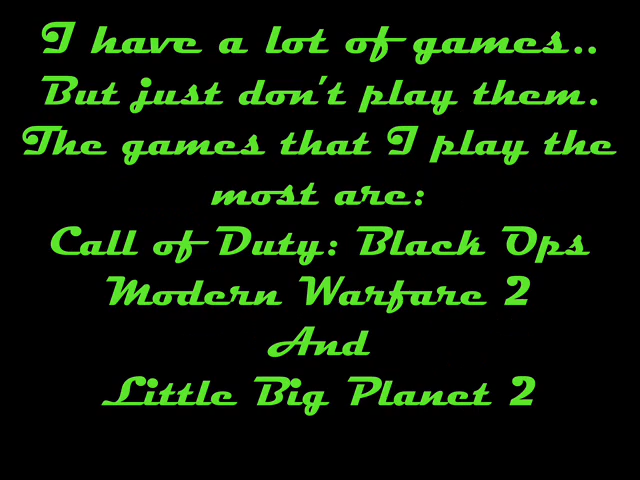 I have a lot of games..
But just don't play them.
The games that I play the
most are:
Call of Duty: Black Ops
Modern Warfare 2
And
Little Big Planet 2